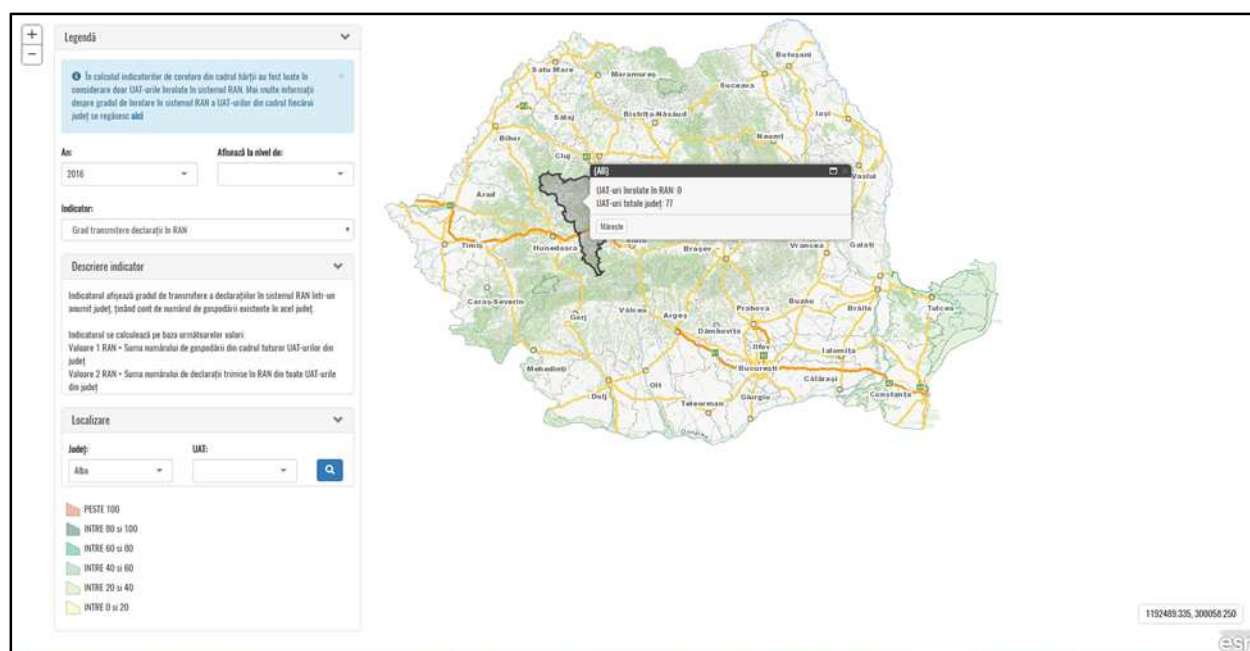 +
−
Legendă
În calculul indicatorilor de corelare din cadrul hărții au fost luate în
considerare doar UAT-urile înrolate în sistemul RAN. Mai multe informații
despre gradul de înrolare în sistemul RAN a UAT-urilor din cadrul fiecărui
județ se regăsesc aici
An:
Afișează la nivel de:
2016
Indicator:
Grad transmitere declarații în RAN
Descriere indicator
Indicatorul afișează gradul de transmitere a declarațiilor în sistemul RAN într-un
anumit județ, ținând cont de numărul de gospodării existente în acel județ.
Indicatorul se calculează pe baza următoarelor valori:
Valoare 1 RAN = Suma numărului de gospodării din cadrul tuturor UAT-urilor din
județ
Valoare 2 RAN = Suma numărului de declarații trimise în RAN din toate UAT-urile
din județ
Localizare
Județ:
UAT:
Alba
PESTE 100
INTRE 80 si 100
INTRE 60 si 80
INTRE 40 si 60
INTRE 20 si 40
INTRE 0 si 20
Botoșani
Satu Mare
Maramureș
Suceava
Sălaj
Bistrița-Năsăud
Iași
Bihor
Neamț
Cluj
(AB)
UAT-uri înrolate în RAN: 0
UAT-uri totale județ: 77
Mărește
Vaslui
Arad
Timiș
Hunedoara
Sibiu
Brașov
Vrancea
Galați
Caraș-Severin
Gorj
Vâlcea
Argeș
Prahova
Buzău
Brăila
Tulcea
Dâmbovița
Ilfov
Ialomița
Mehedinți
București
Olt
Călărași
Constanța
Dolj
Teleorman
Giurgiu
1192489.335, 300058.250
esri